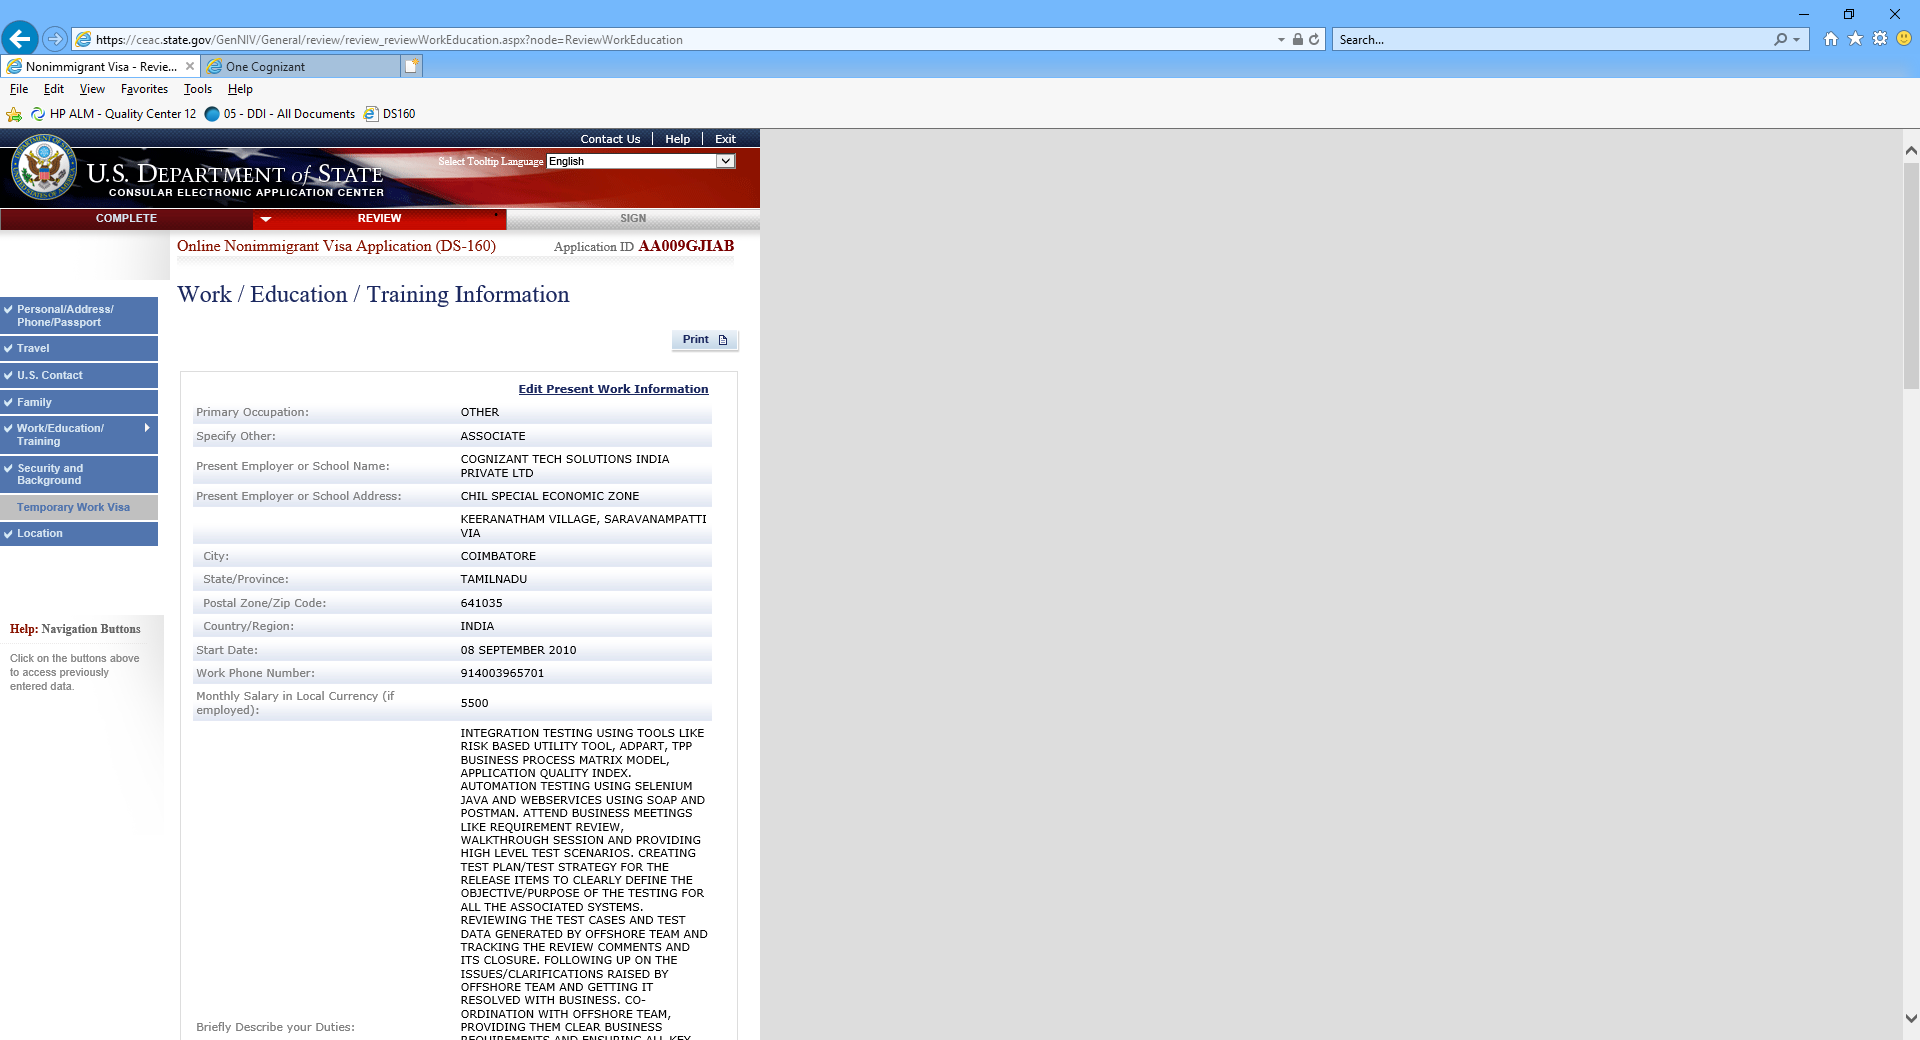 https://ceac.state.gov/GenNIV/General/review/review_reviewWorkEducation.aspx?node=ReviewWorkEducation
Search...
Nonimmigrant Visa - Revie...
One Cognizant
File Edit View Favorites Tools Help
HP ALM - Quality Center 12 05 - DDI - All Documents DS160
Contact Us | Help | Exit
Select Tooltip Language English
U.S. DEPARTMENT of STATE
CONSULAR ELECTRONIC APPLICATION CENTER
COMPLETE REVIEW SIGN
Online Nonimmigrant Visa Application (DS-160) Application ID AA009GJIAB
Work / Education / Training Information
Personal/Address/
Phone/Passport
Travel
U.S. Contact
Family
Work/Education/
Training
Security and
Background
Temporary Work Visa
Location
Help: Navigation Buttons
Click on the buttons above
to access previously
entered data.
Print
Edit Present Work Information
Primary Occupation: OTHER
Specify Other: ASSOCIATE
Present Employer or School Name: COGNIZANT TECH SOLUTIONS INDIA
PRIVATE LTD
Present Employer or School Address: CHIL SPECIAL ECONOMIC ZONE
KEERANATHAM VILLAGE, SARAVANAMPATTI
VIA
City: COIMBATORE
State/Province: TAMILNADU
Postal Zone/Zip Code: 641035
Country/Region: INDIA
Start Date: 08 SEPTEMBER 2010
Work Phone Number: 914003965701
Monthly Salary in Local Currency (if
employed): 5500
INTEGRATION TESTING USING TOOLS LIKE
RISK BASED UTILITY TOOL, ADPART, TPP
BUSINESS PROCESS MATRIX MODEL,
APPLICATION QUALITY INDEX.
AUTOMATION TESTING USING SELENIUM
JAVA AND WEBSERVICES USING SOAP AND
POSTMAN. ATTEND BUSINESS MEETINGS
LIKE REQUIREMENT REVIEW,
WALKTHROUGH SESSION AND PROVIDING
HIGH LEVEL TEST SCENARIOS. CREATING
TEST PLAN/TEST STRATEGY FOR THE
RELEASE ITEMS TO CLEARLY DEFINE THE
OBJECTIVE/PURPOSE OF THE TESTING FOR
ALL THE ASSOCIATED SYSTEMS.
REVIEWING THE TEST CASES AND TEST
DATA GENERATED BY OFFSHORE TEAM AND
TRACKING THE REVIEW COMMENTS AND
ITS CLOSURE. FOLLOWING UP ON THE
ISSUES/CLARIFICATIONS RAISED BY
OFFSHORE TEAM AND GETTING IT
RESOLVED WITH BUSINESS. CO-
ORDINATION WITH OFFSHORE TEAM,
Briefly Describe your Duties: PROVIDING THEM CLEAR BUSINESS
REQUIREMENTS AND ENSURING ALL KEY